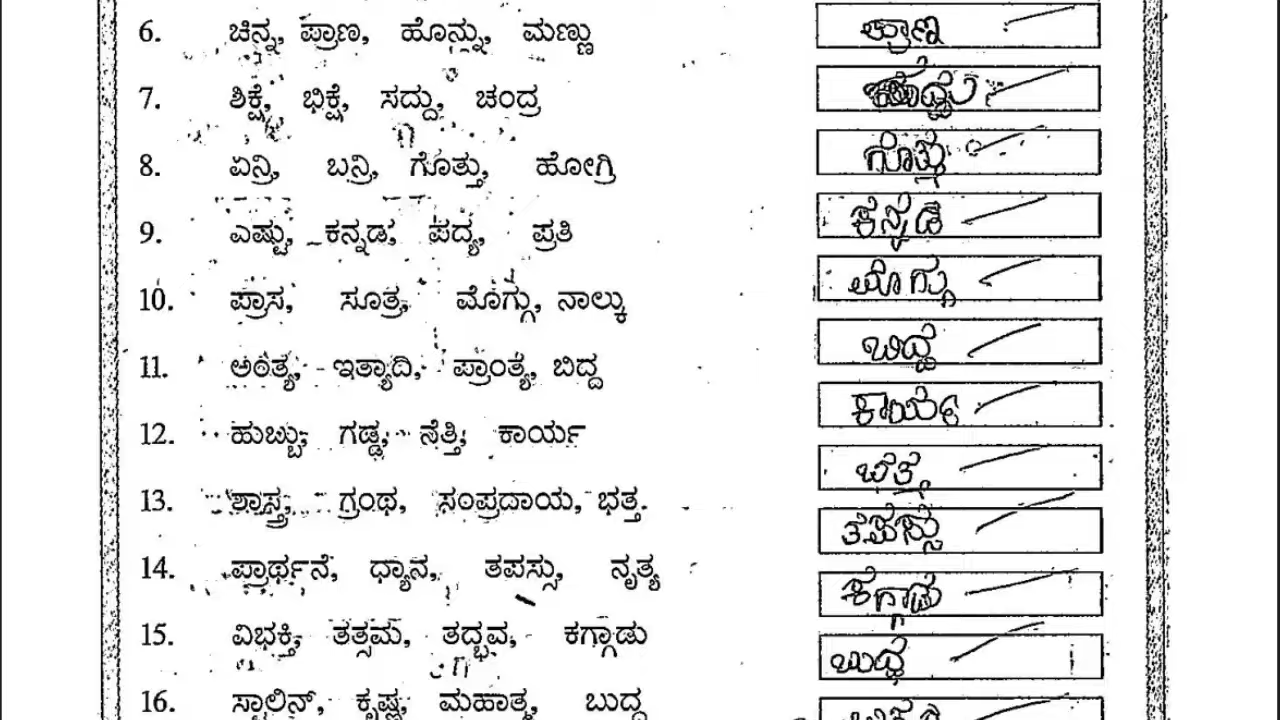 6. ಚಿನ್ನ, ಪ್ರಾಣ, ಹೊನ್ನು, ಮಣ್ಣು ಪ್ರಾಣ
7. ಶಿಕ್ಷೆ, ಭಿಕ್ಷೆ, ಸದ್ದು, ಚಂದ್ರ
8. ಏನ್ರಿ, ಬನ್ರಿ, ಗೊತ್ತು, ಹೋಗ್ರಿ ಗೊತ್ತು
9. ಎಷ್ಟು, ಕನ್ನಡ, ಪದ್ಯ, ಪ್ರತಿ ಕನ್ನಡ
10. ಪ್ರಾಸ, ಸೂತ್ರ, ಮೊಗ್ಗು, ನಾಲ್ಕು ಮೊಗ್ಗು
11. ಅಂತ್ಯ, ಇತ್ಯಾದಿ, ಪ್ರಾಂತ್ಯೆ, ಬಿದ್ದ ಬಿದ್ದ
12. ಹುಬ್ಬು, ಗಡ್ಡ, ನೆತ್ತಿ, ಕಾರ್ಯ ಕಾರ್ಯ
13. ಶಾಸ್ತ್ರ, ಗ್ರಂಥ, ಸಂಪ್ರದಾಯ, ಭತ್ತ. ಬತ್ತ
14. ಪ್ರಾರ್ಥನೆ, ಧ್ಯಾನ, ತಪಸ್ಸು, ನೃತ್ಯ ತಪಸ್ಸು
15. ವಿಭಕ್ತಿ, ತತ್ಸಮ, ತದ್ಭವ, ಕಗ್ಗಾಡು ಕಗ್ಗಾಡು
16. ಸ್ಟಾಲಿನ್, ಕೃಷ್ಣ, ಮಹಾತ್ಮ, ಬುದ್ಧ ಬುದ್ಧ